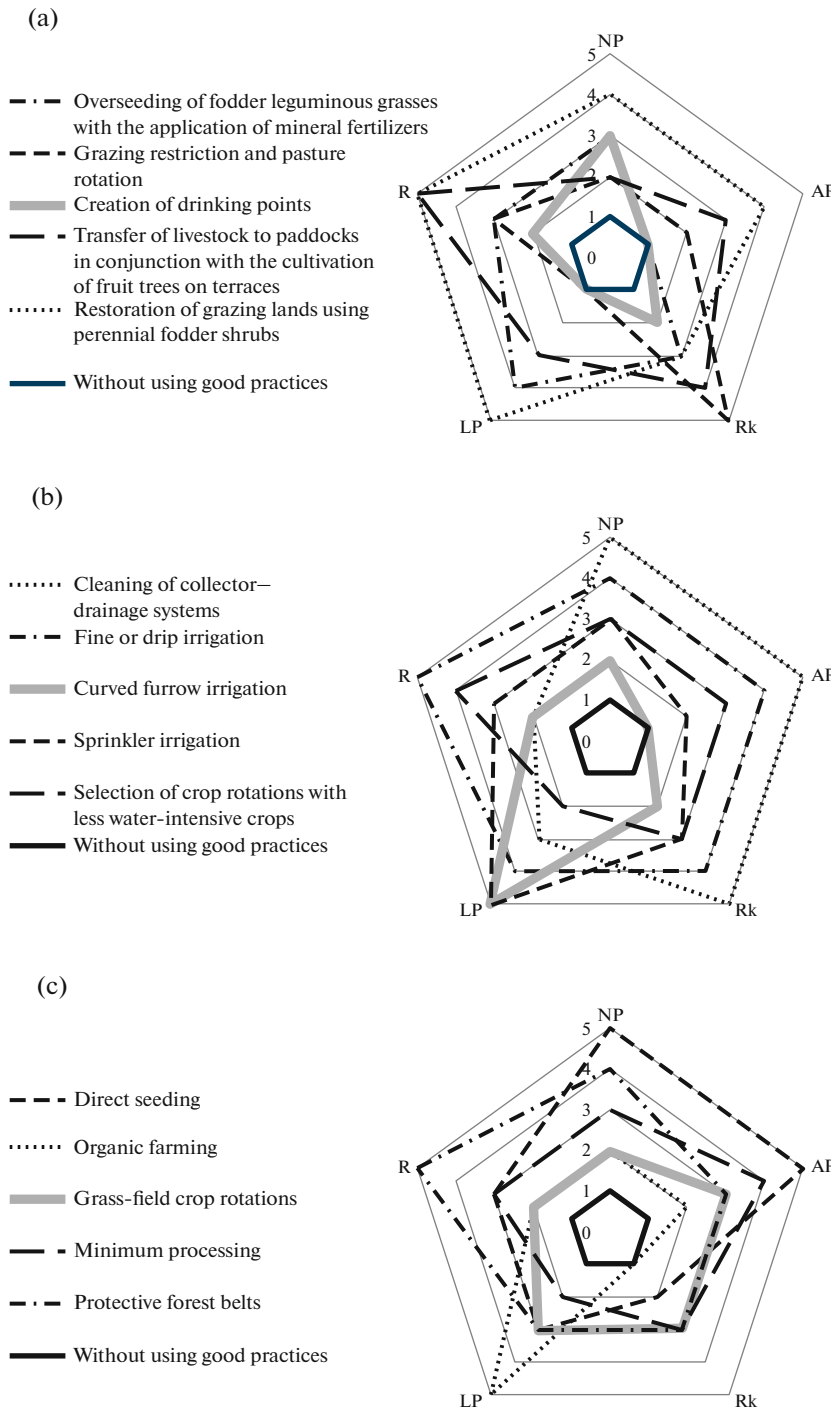 (a)
Overseeding of fodder leguminous grasses
with the application of mineral fertilizers
Grazing restriction and pasture
rotation
Creation of drinking points
Transfer of livestock to paddocks
in conjunction with the cultivation
of fruit trees on terraces
Restoration of grazing lands using
perennial fodder shrubs
Without using good practices
NP
5
4
3
2
1
0
R
LP
Rk
(b)
Cleaning of collector–
drainage systems
Fine or drip irrigation
Curved furrow irrigation
Sprinkler irrigation
Selection of crop rotations with
less water-intensive crops
Without using good practices
NP
5
4
3
2
1
0
R
LP
Rk
(c)
Direct seeding
Organic farming
Grass-field crop rotations
Minimum processing
Protective forest belts
Without using good practices
NP
5
4
3
2
1
0
R
LP
Rk